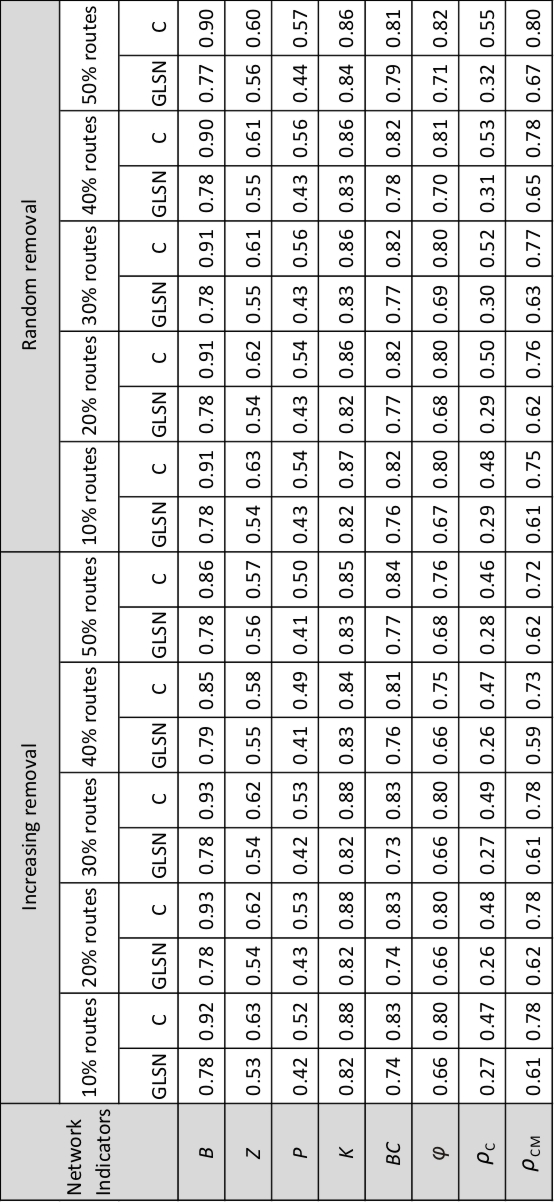 Network Indicators Increasing removal Random removal
10% routes 20% routes 30% routes 40% routes 50% routes 10% routes 20% routes 30% routes 40% routes 50% routes
GLSN C GLSN C GLSN C GLSN C GLSN C GLSN C GLSN C GLSN C GLSN C GLSN C
B 0.78 0.92 0.78 0.93 0.78 0.93 0.79 0.85 0.78 0.86 0.78 0.91 0.78 0.91 0.78 0.91 0.78 0.90 0.77 0.90
Z 0.53 0.63 0.54 0.62 0.54 0.62 0.55 0.58 0.56 0.57 0.54 0.63 0.54 0.62 0.55 0.61 0.55 0.61 0.56 0.60
P 0.42 0.52 0.43 0.53 0.42 0.53 0.41 0.49 0.41 0.50 0.43 0.54 0.43 0.54 0.43 0.56 0.43 0.56 0.44 0.57
K 0.82 0.88 0.82 0.88 0.82 0.88 0.83 0.84 0.83 0.85 0.82 0.87 0.82 0.86 0.83 0.86 0.83 0.86 0.84 0.86
BC 0.74 0.83 0.74 0.83 0.73 0.83 0.76 0.81 0.77 0.84 0.76 0.82 0.77 0.82 0.77 0.82 0.78 0.82 0.79 0.81
φ 0.66 0.80 0.66 0.80 0.66 0.80 0.66 0.75 0.68 0.76 0.67 0.80 0.68 0.80 0.69 0.80 0.70 0.81 0.71 0.82
ρC 0.27 0.47 0.26 0.48 0.27 0.49 0.26 0.47 0.28 0.46 0.29 0.48 0.29 0.50 0.30 0.52 0.31 0.53 0.32 0.55
ρCM 0.61 0.78 0.62 0.78 0.61 0.78 0.59 0.73 0.62 0.72 0.61 0.75 0.62 0.76 0.63 0.77 0.65 0.78 0.67 0.80